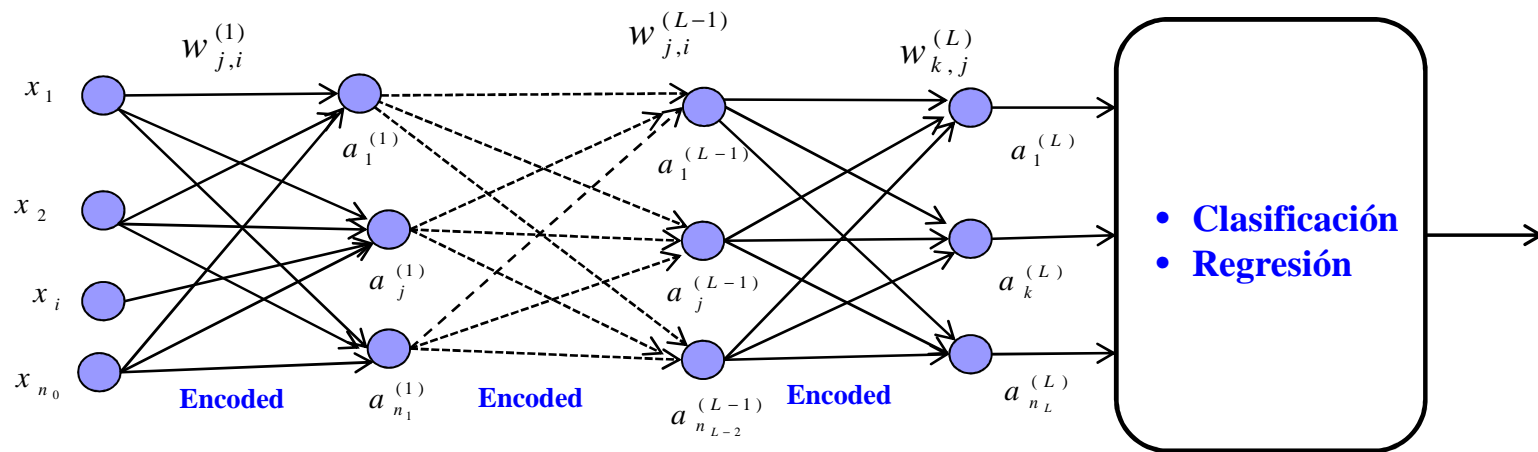 w_{j,i}^{(1)}
w_{j,i}^{(L-1)}
w_{k,j}^{(L)}
x_1
x_2
x_i
x_{n_0}
a_1^{(1)}
a_j^{(1)}
a_{n_1}^{(1)}
a_1^{(L-1)}
a_j^{(L-1)}
a_{n_{L-2}}^{(L-1)}
a_1^{(L)}
a_k^{(L)}
a_{n_L}^{(L)}
Encoded
Encoded
Encoded
• Clasificación
• Regresión